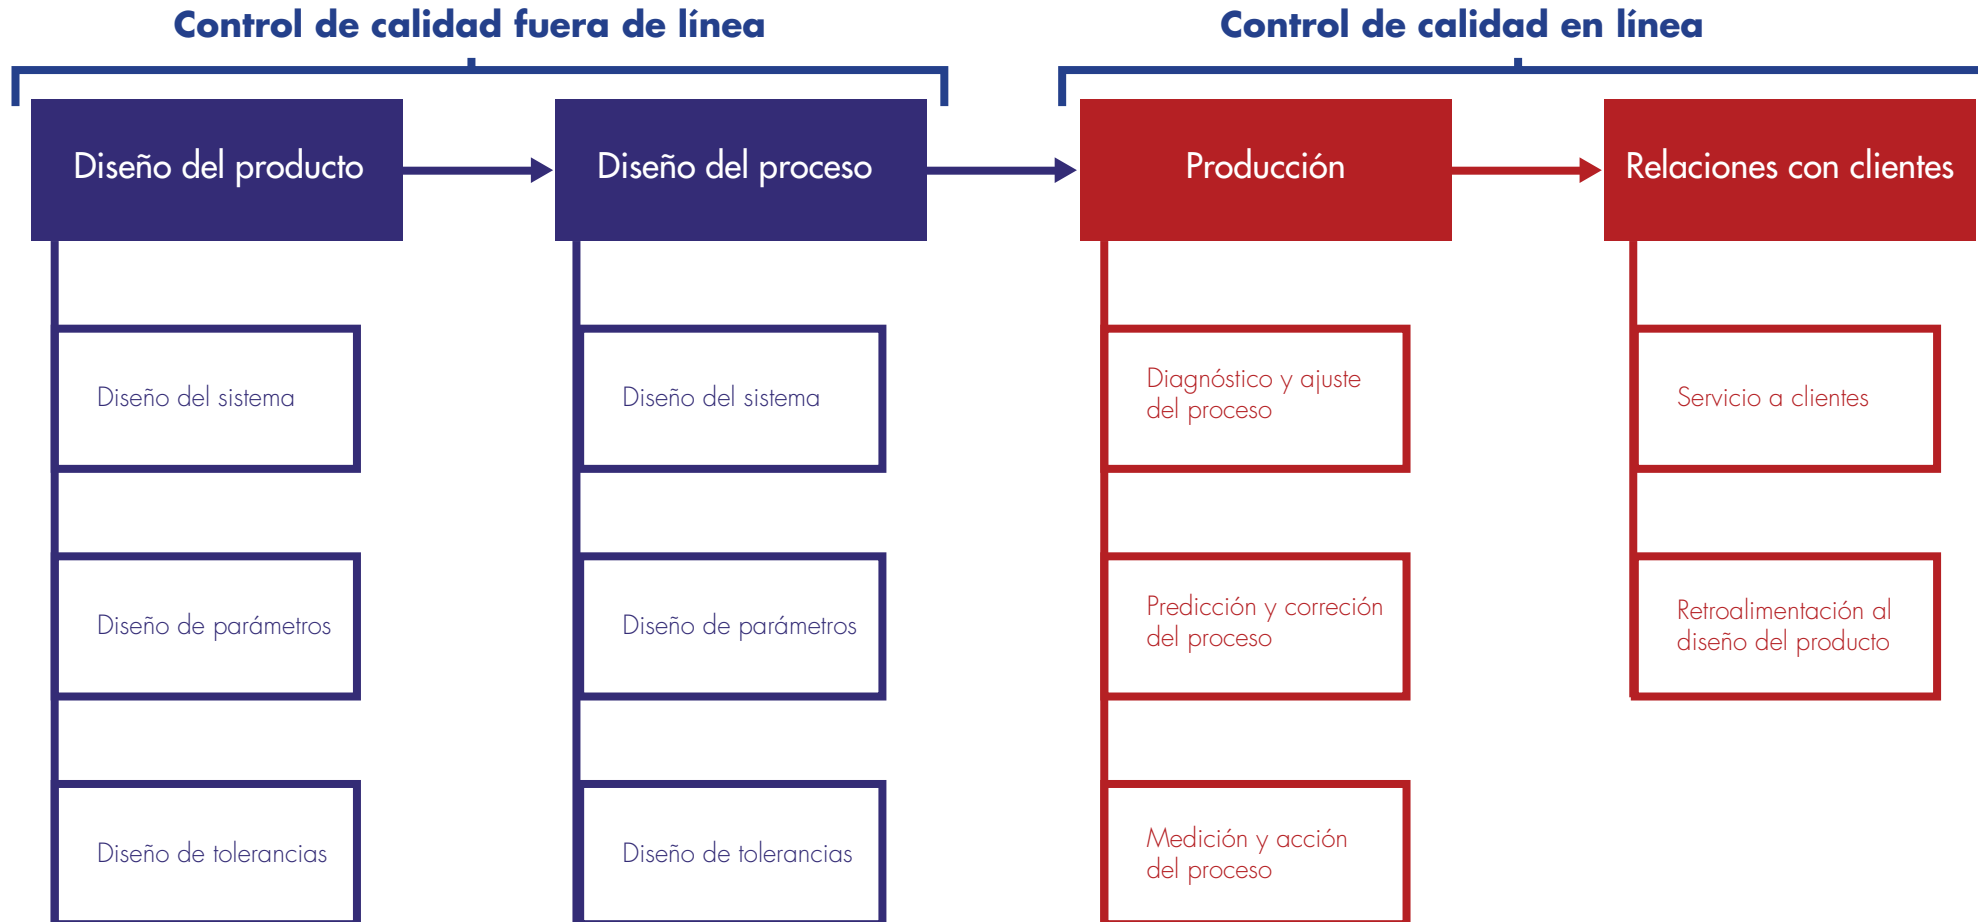 Control de calidad fuera de línea
Control de calidad en línea
Diseño del producto
Diseño del proceso
Producción
Relaciones con clientes
Diseño del sistema
Diseño del sistema
Diagnóstico y ajuste
del proceso
Servicio a clientes
Diseño de parámetros
Diseño de parámetros
Predicción y correción
del proceso
Retroalimentación al
diseño del producto
Diseño de tolerancias
Diseño de tolerancias
Medición y acción
del proceso